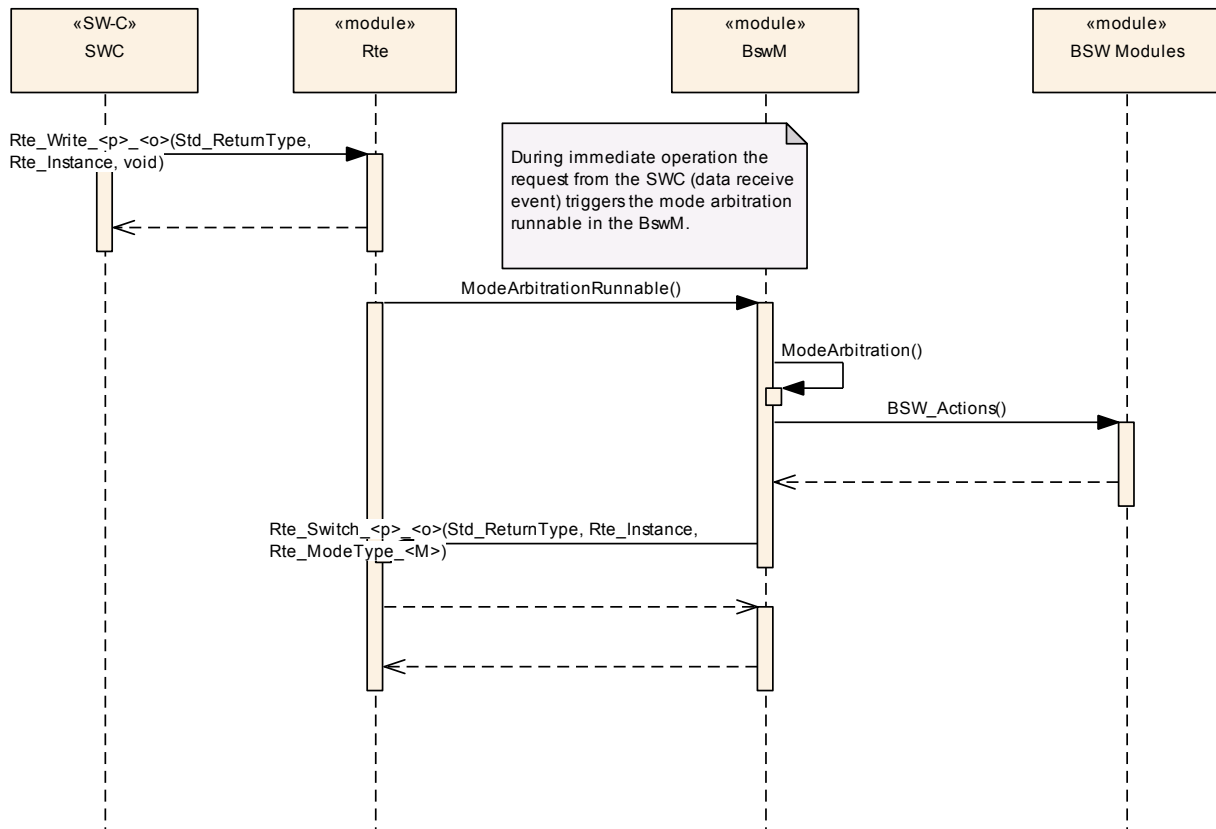 «SW-C»
SWC
«module»
Rte
«module»
BswM
«module»
BSW Modules
Rte_Write_<p>_<o>(Std_ReturnType,
Rte_Instance, void)
During immediate operation the
request from the SWC (data receive
event) triggers the mode arbitration
runnable in the BswM.
ModeArbitrationRunnable()
ModeArbitration()
BSW_Actions()
Rte_Switch_<p>_<o>(Std_ReturnType, Rte_Instance,
Rte_ModeType_<M>)